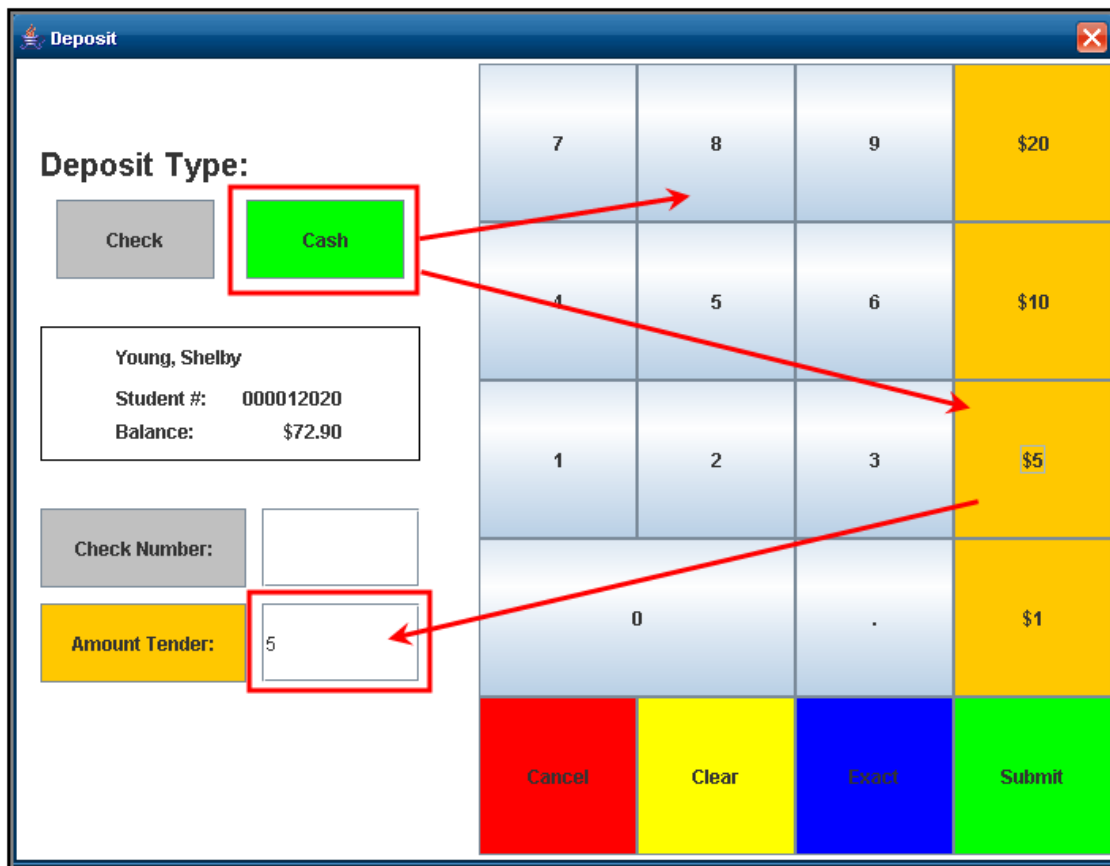 Deposit
Deposit Type:
Check
Cash
Young, Shelby
Student #: 000012020
Balance: $72.90
Check Number:
Amount Tender: 5
7 8 9 $20
4 5 6 $10
1 2 3 $5
0 . $1
Cancel Clear Exact Submit